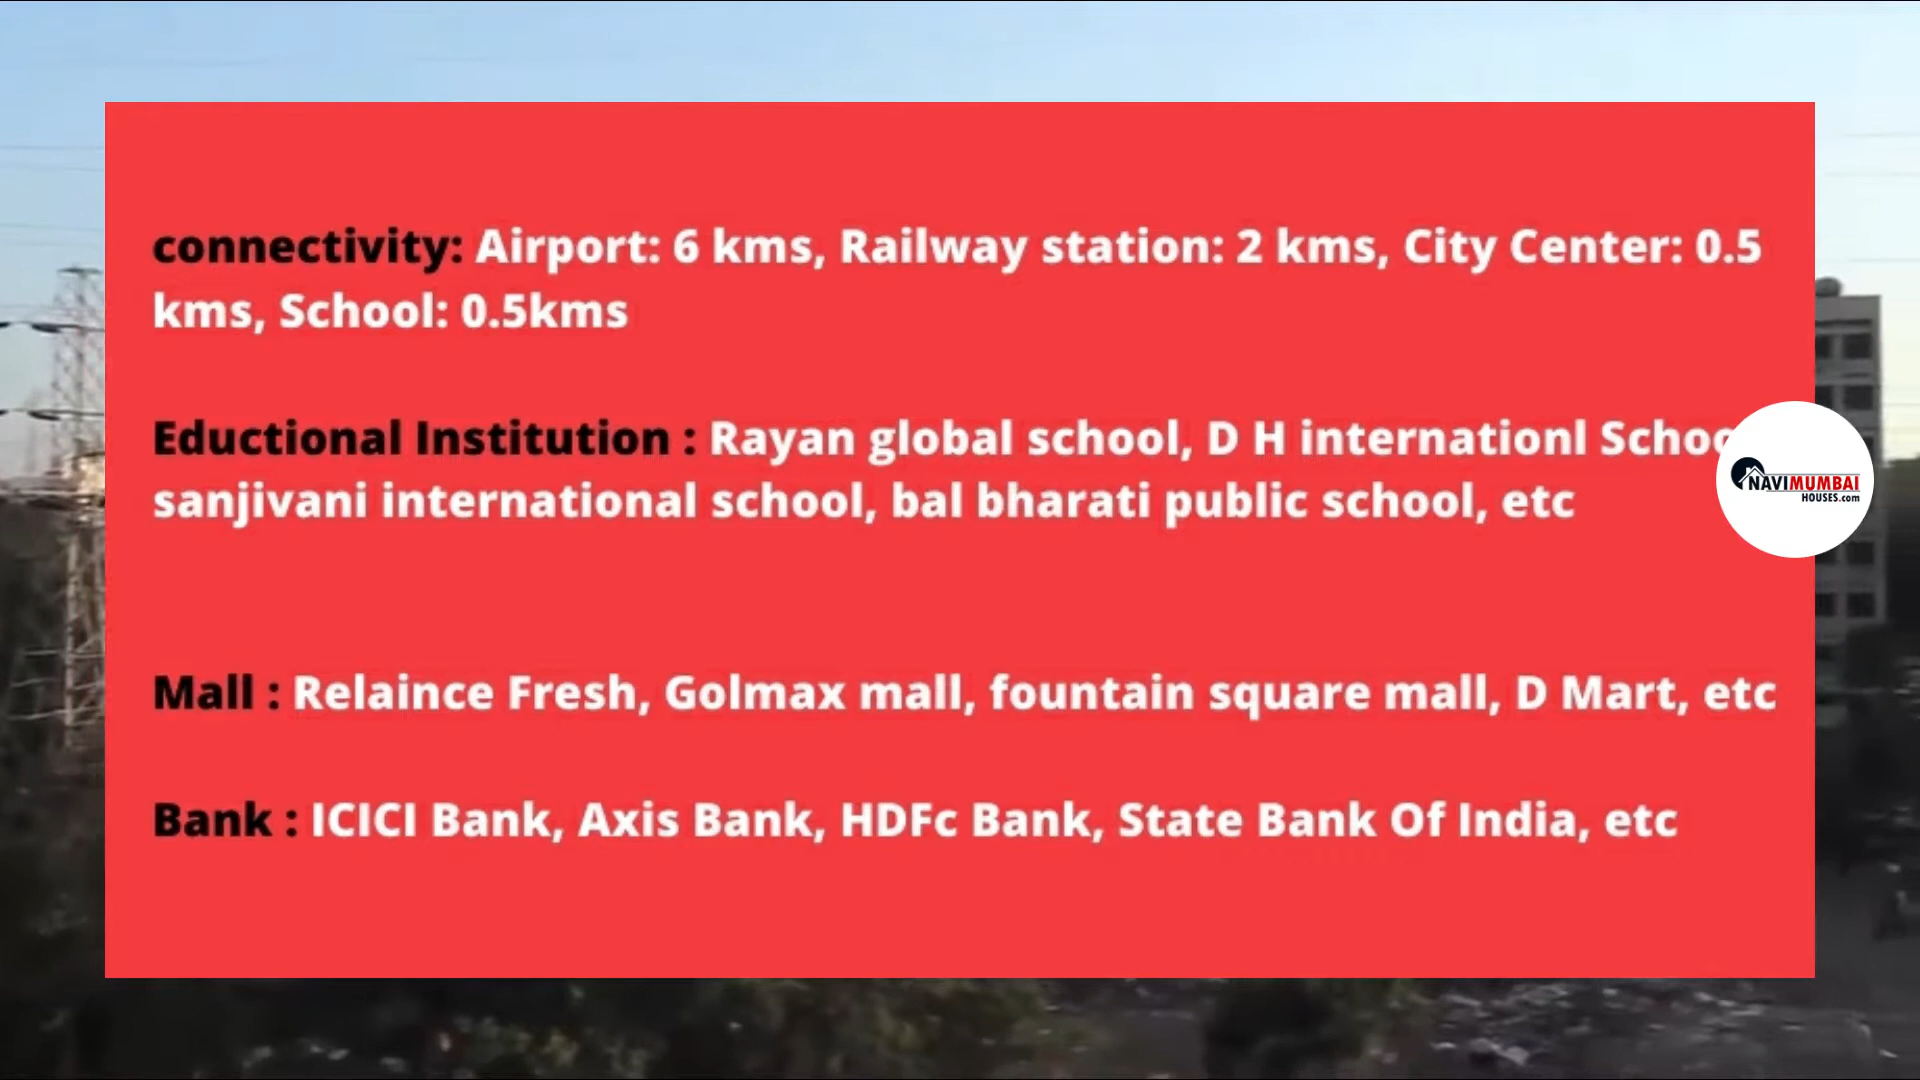 connectivity: Airport: 6 kms, Railway station: 2 kms, City Center: 0.5
kms, School: 0.5kms
Eductional Institution : Rayan global school, D H internationl Schoo
sanjivani international school, bal bharati public school, etc
NAVIMUMBAI
HOUSES.com
Mall : Relaince Fresh, Golmax mall, fountain square mall, D Mart, etc
Bank : ICICI Bank, Axis Bank, HDFc Bank, State Bank Of India, etc